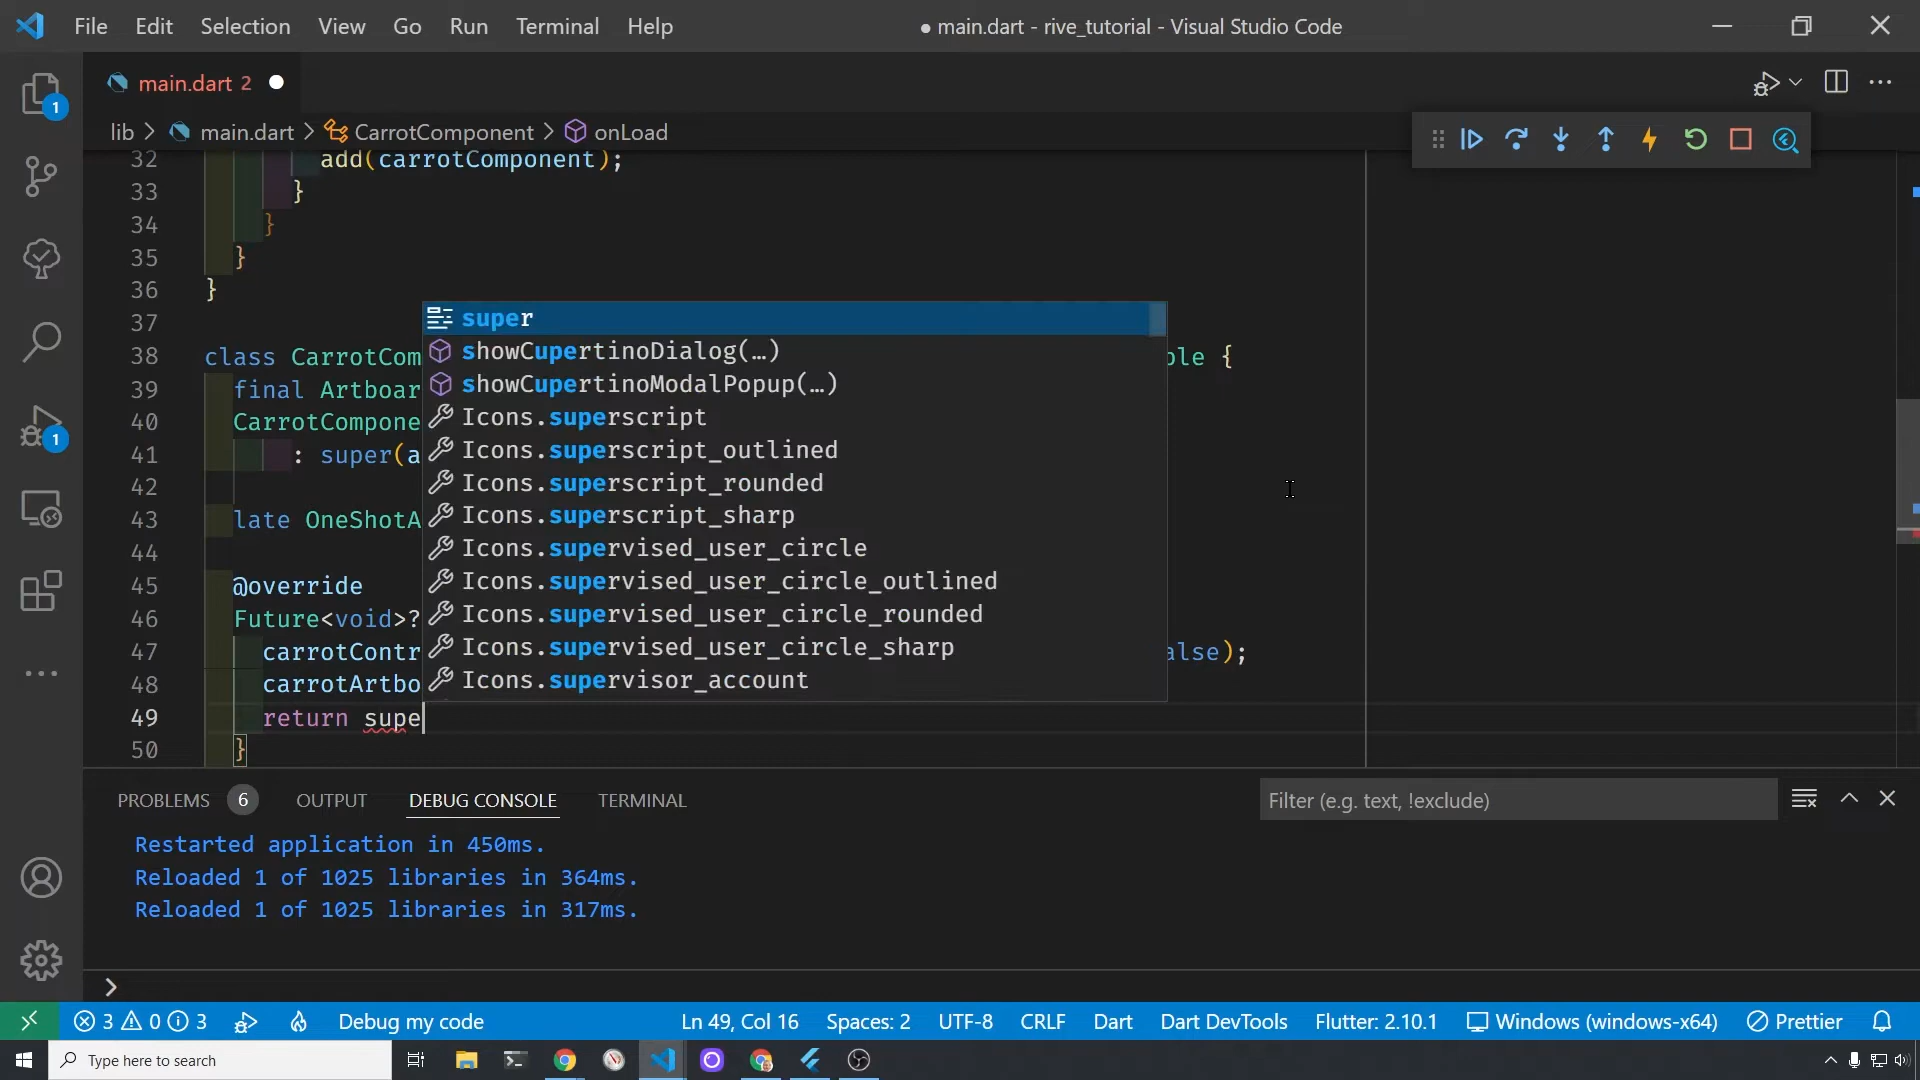 File Edit Selection View Go Run Terminal Help
● main.dart - rive_tutorial - Visual Studio Code
main.dart 2
lib > main.dart > CarrotComponent > onLoad
32 add(carrotComponent);
33 }
34 }
35 }
36 }
37
38 class CarrotCom ble {
39 final Artboar
40 CarrotCompone
41 : super(a
42
43 late OneShotA
44
45 @override
46 Future<void>?
47 carrotContr alse);
48 carrotArtbo
49 return supe
50 }
super
showCupertinoDialog(…)
showCupertinoModalPopup(…)
Icons.superscript
Icons.superscript_outlined
Icons.superscript_rounded
Icons.superscript_sharp
Icons.supervised_user_circle
Icons.supervised_user_circle_outlined
Icons.supervised_user_circle_rounded
Icons.supervised_user_circle_sharp
Icons.supervisor_account
1
1
PROBLEMS 6 OUTPUT DEBUG CONSOLE TERMINAL
Filter (e.g. text, !exclude)
Restarted application in 450ms.
Reloaded 1 of 1025 libraries in 364ms.
Reloaded 1 of 1025 libraries in 317ms.
>
3 0 3 Debug my code Ln 49, Col 16 Spaces: 2 UTF-8 CRLF Dart Dart DevTools Flutter: 2.10.1 Windows (windows-x64) Prettier
Type here to search